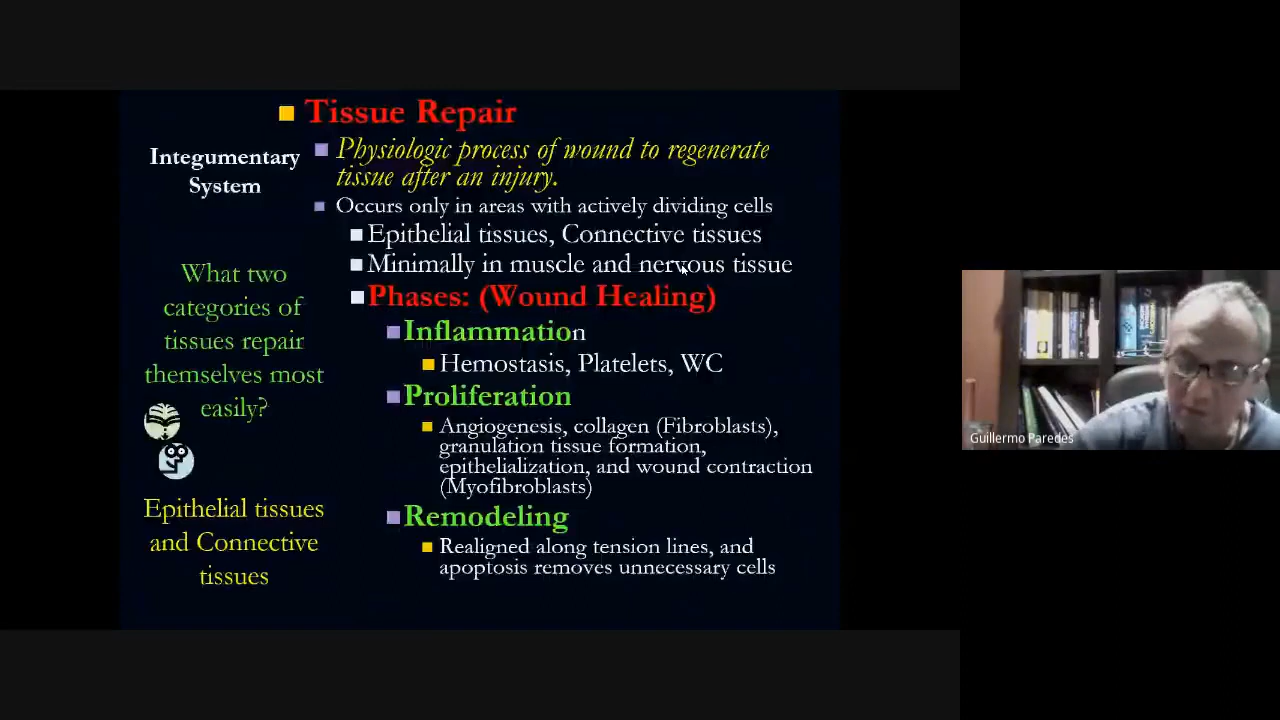 Tissue Repair
Integumentary
System
Physiologic process of wound to regenerate
tissue after an injury.
Occurs only in areas with actively dividing cells
Epithelial tissues, Connective tissues
Minimally in muscle and nervous tissue
Phases: (Wound Healing)
Inflammation
Hemostasis, Platelets, WC
Proliferation
Angiogenesis, collagen (Fibroblasts),
granulation tissue formation,
epithelialization, and wound contraction
(Myofibroblasts)
Remodeling
Realigned along tension lines, and
apoptosis removes unnecessary cells
What two
categories of
tissues repair
themselves most
easily?
Epithelial tissues
and Connective
tissues
Guillermo Paredes